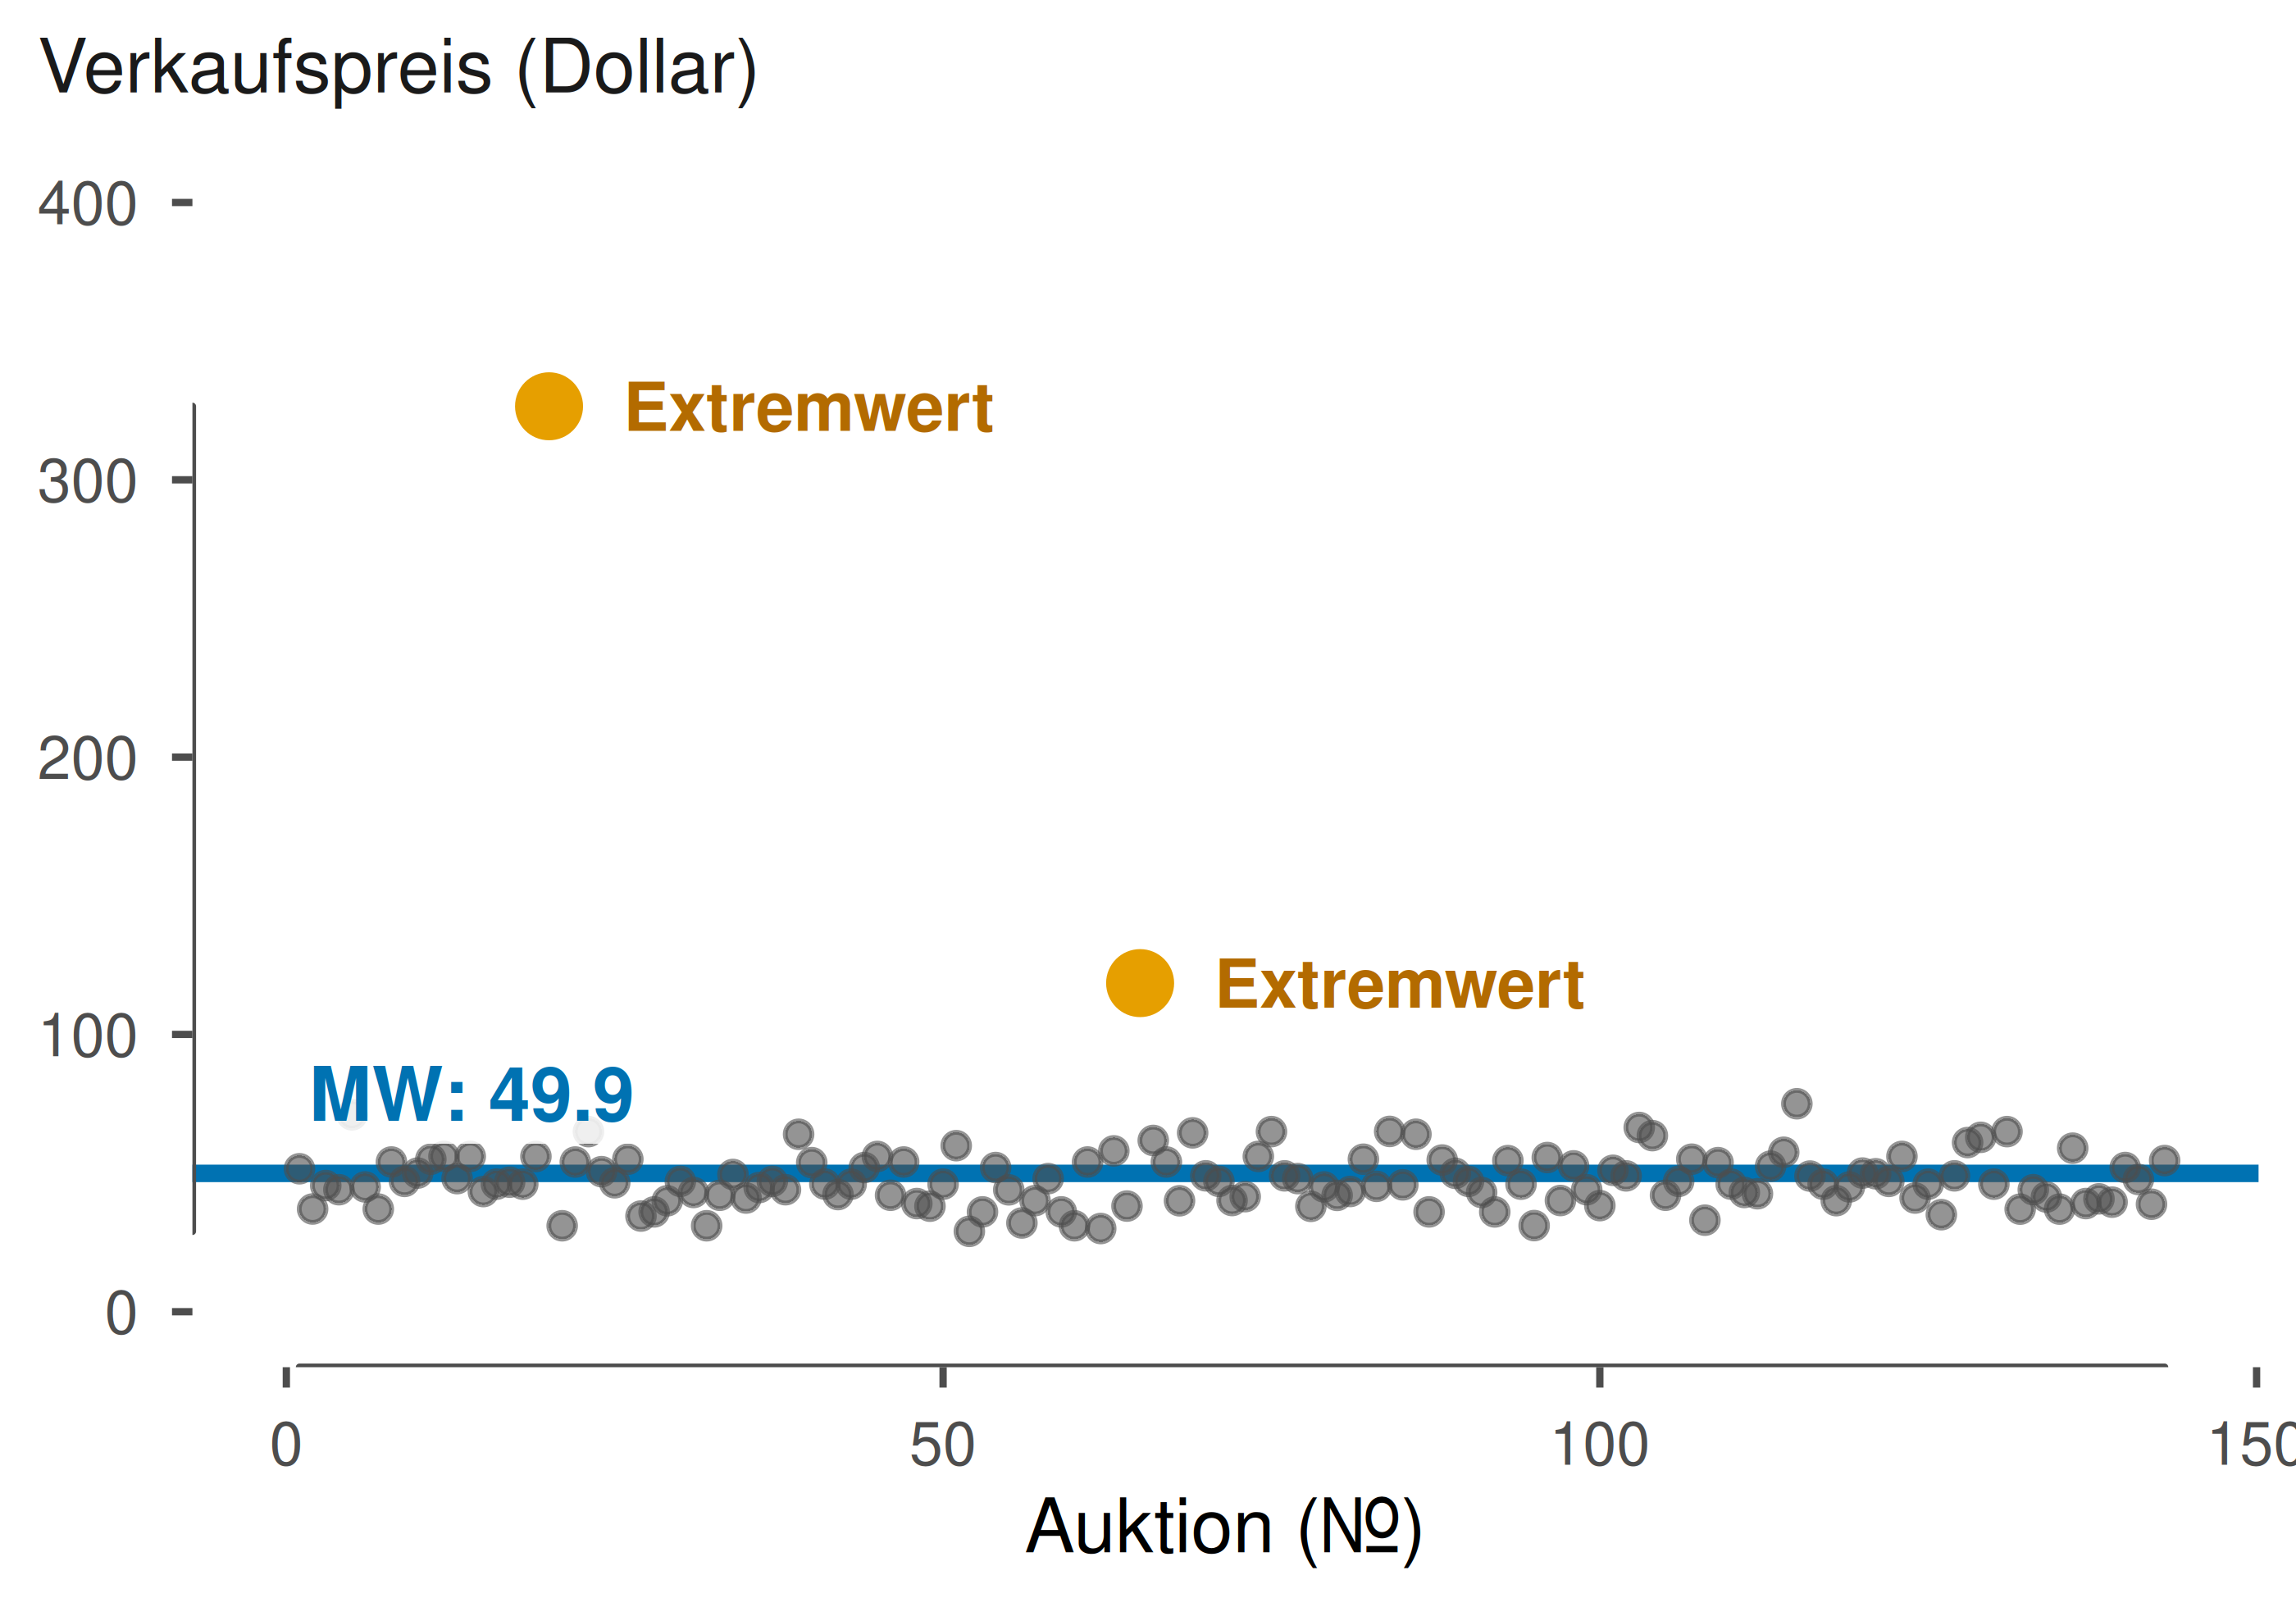 Verkaufspreis (Dollar)
400
Extremwert
300
200
Extremwert
100
MW: 49.9
0
0 50 100 150
Auktion (№)